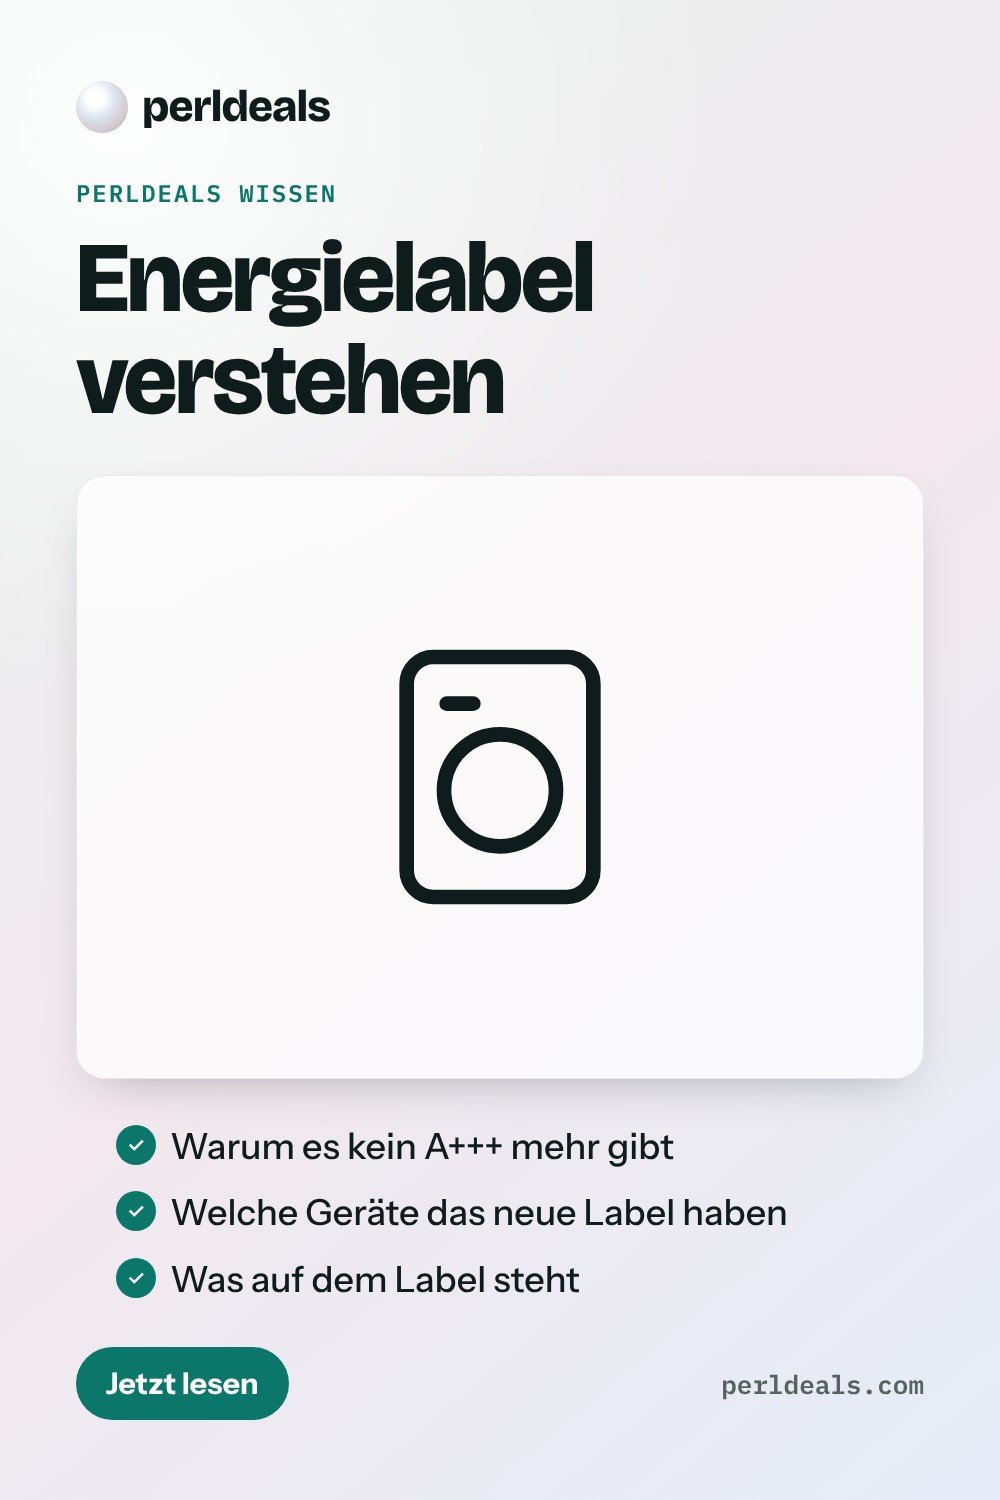 perldeals
PERLDEALS WISSEN
Energielabel
verstehen
Warum es kein A+++ mehr gibt
Welche Geräte das neue Label haben
Was auf dem Label steht
Jetzt lesen
perldeals.com